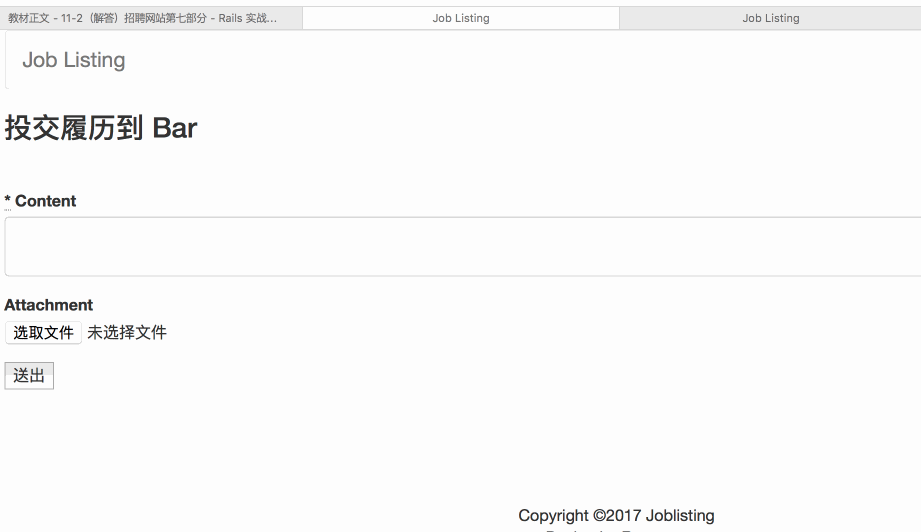 教材正文 - 11-2（解答）招聘网站第七部分 - Rails 实战...
Job Listing
Job Listing
Job Listing
投交履历到 Bar
* Content
Attachment
选取文件 未选择文件
送出
Copyright ©2017 Joblisting